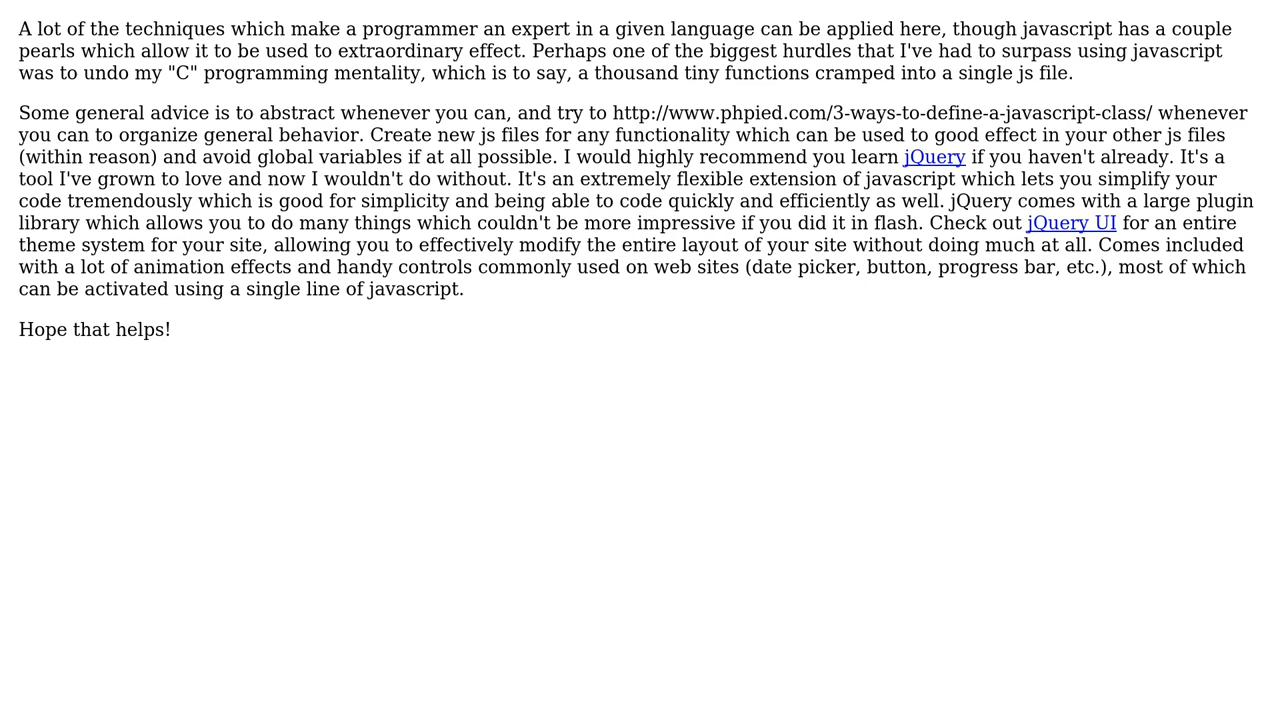 A lot of the techniques which make a programmer an expert in a given language can be applied here, though javascript has a couple
pearls which allow it to be used to extraordinary effect. Perhaps one of the biggest hurdles that I've had to surpass using javascript
was to undo my "C" programming mentality, which is to say, a thousand tiny functions cramped into a single js file.
Some general advice is to abstract whenever you can, and try to http://www.phpied.com/3-ways-to-define-a-javascript-class/ whenever
you can to organize general behavior. Create new js files for any functionality which can be used to good effect in your other js files
(within reason) and avoid global variables if at all possible. I would highly recommend you learn jQuery if you haven't already. It's a
tool I've grown to love and now I wouldn't do without. It's an extremely flexible extension of javascript which lets you simplify your
code tremendously which is good for simplicity and being able to code quickly and efficiently as well. jQuery comes with a large plugin
library which allows you to do many things which couldn't be more impressive if you did it in flash. Check out jQuery UI for an entire
theme system for your site, allowing you to effectively modify the entire layout of your site without doing much at all. Comes included
with a lot of animation effects and handy controls commonly used on web sites (date picker, button, progress bar, etc.), most of which
can be activated using a single line of javascript.
Hope that helps!